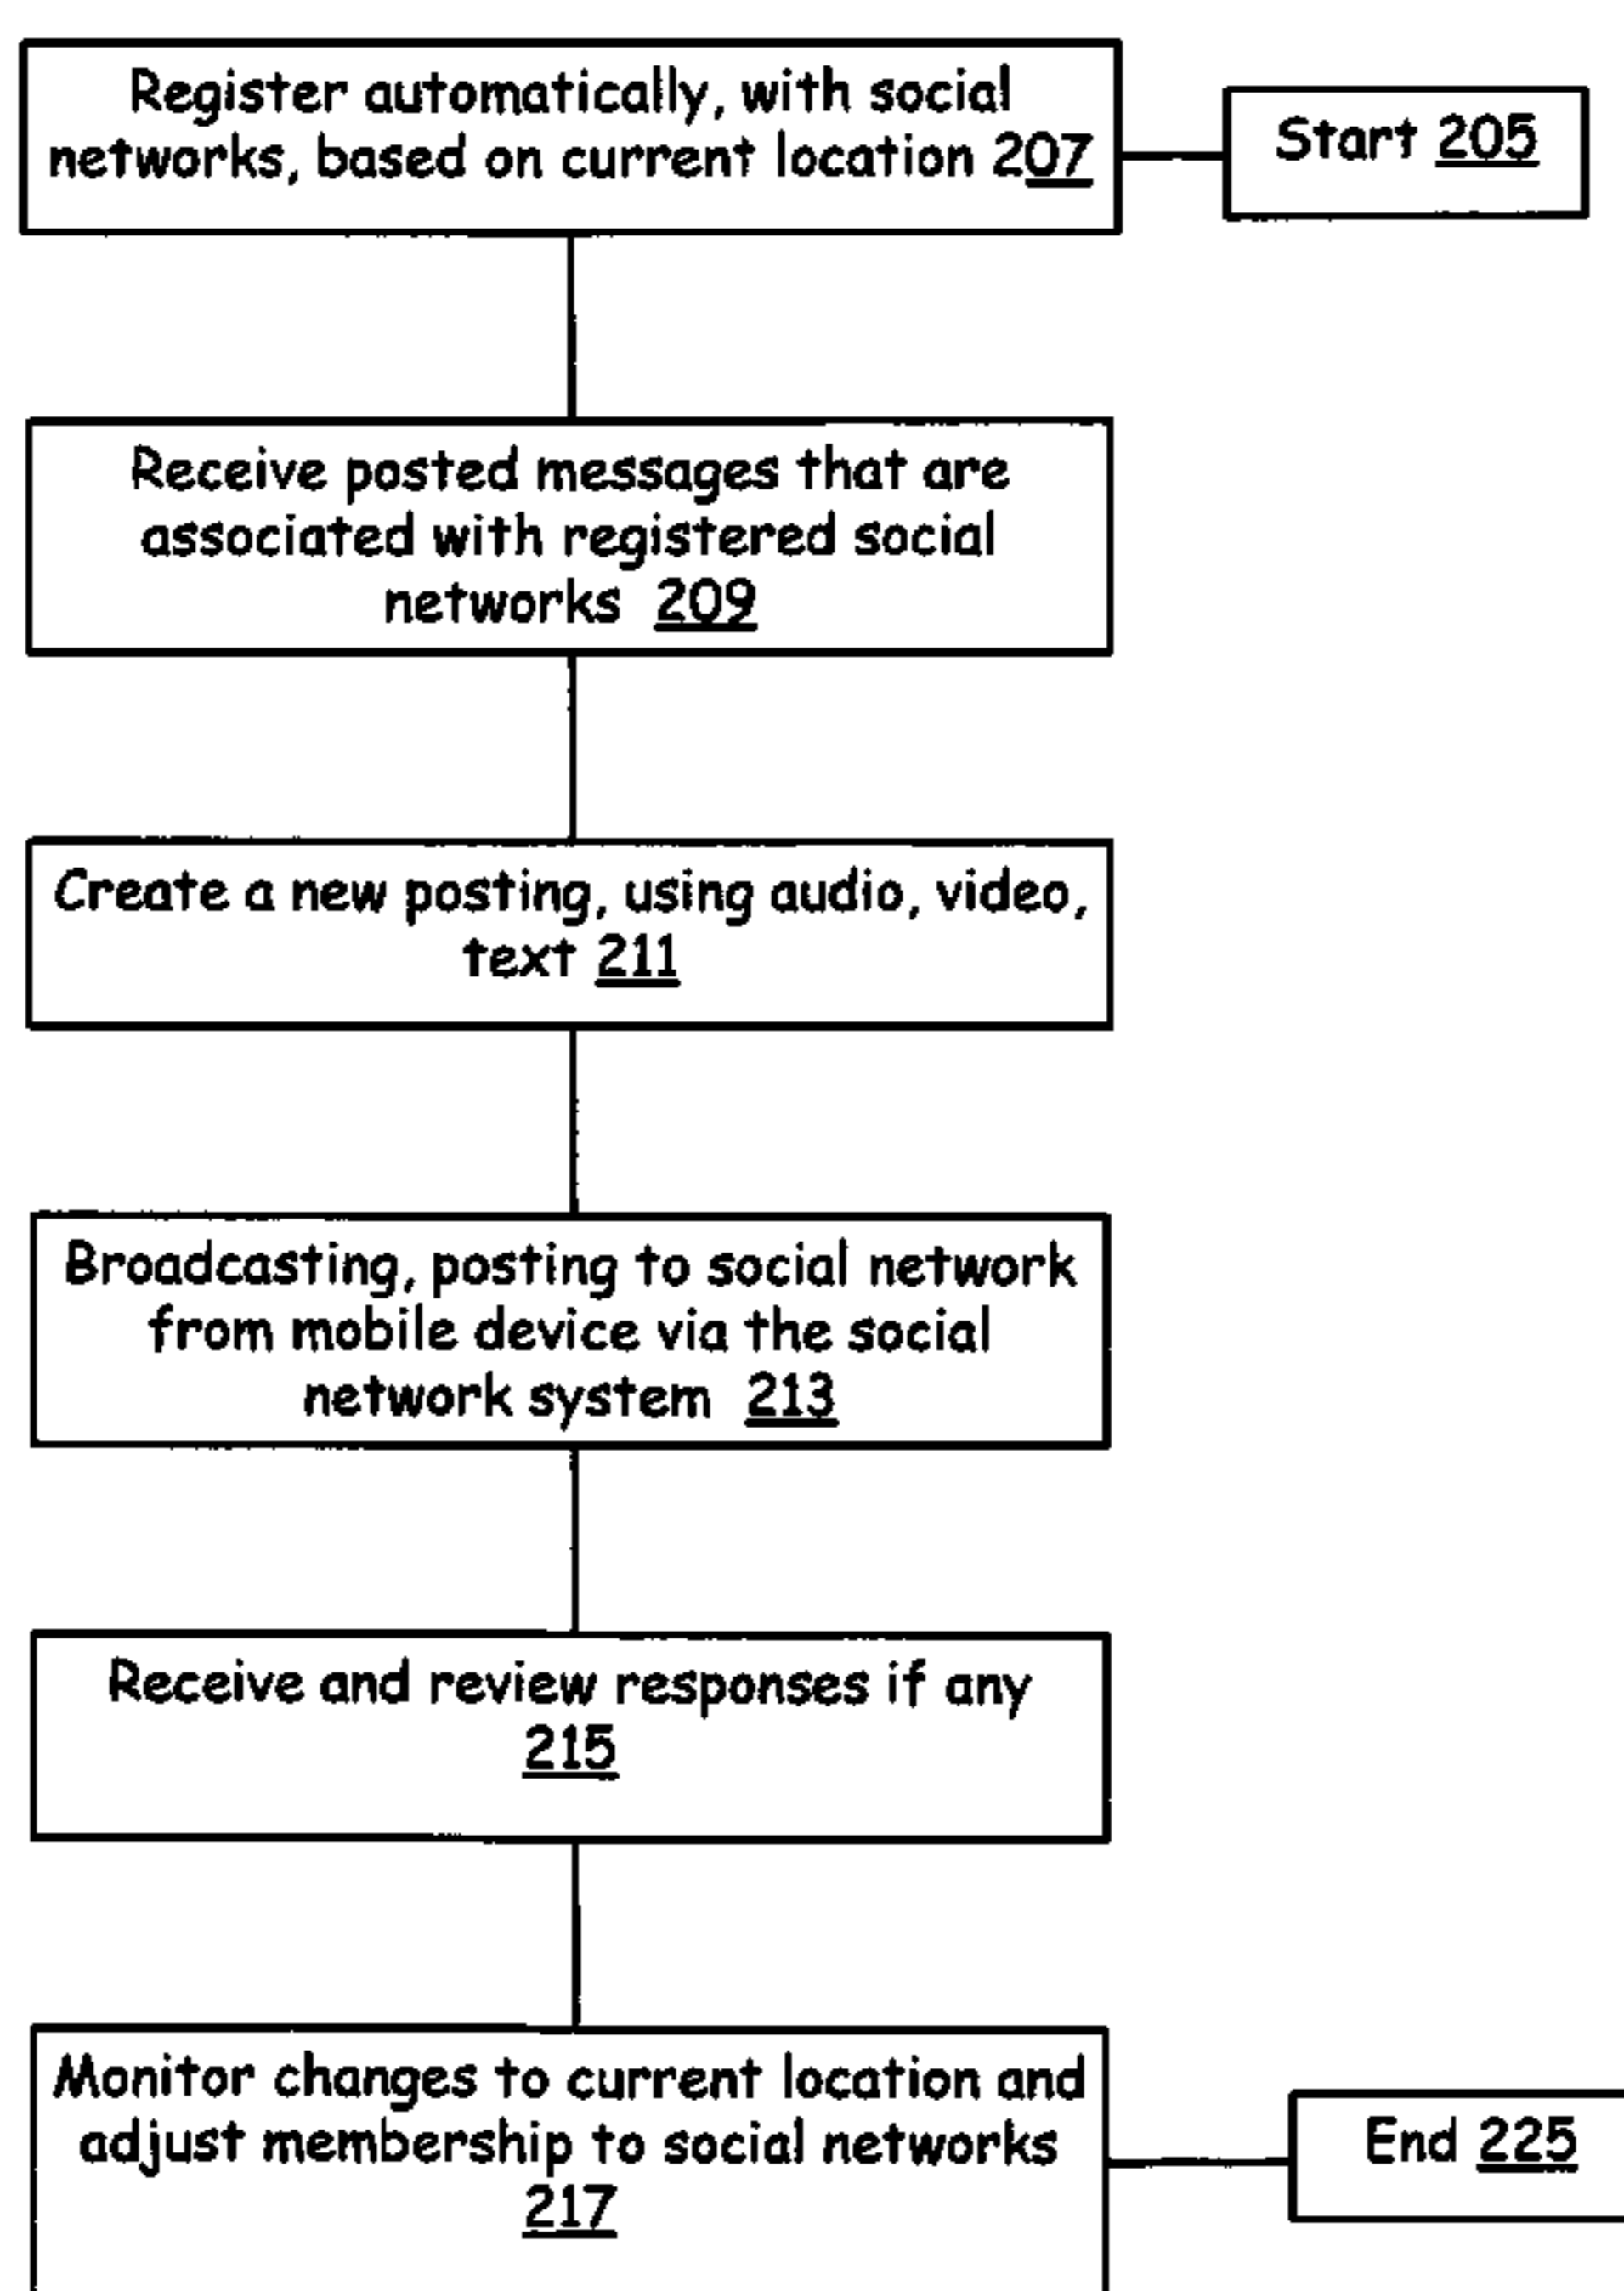 Start 205
Register automatically, with social
networks, based on current location 207
Receive posted messages that are
associated with registered social
networks 209
Create a new posting, using audio, video,
text 211
Broadcasting, posting to social network
from mobile device via the social
network system 213
Receive and review responses if any
215
Monitor changes to current location and
adjust membership to social networks
217
End 225